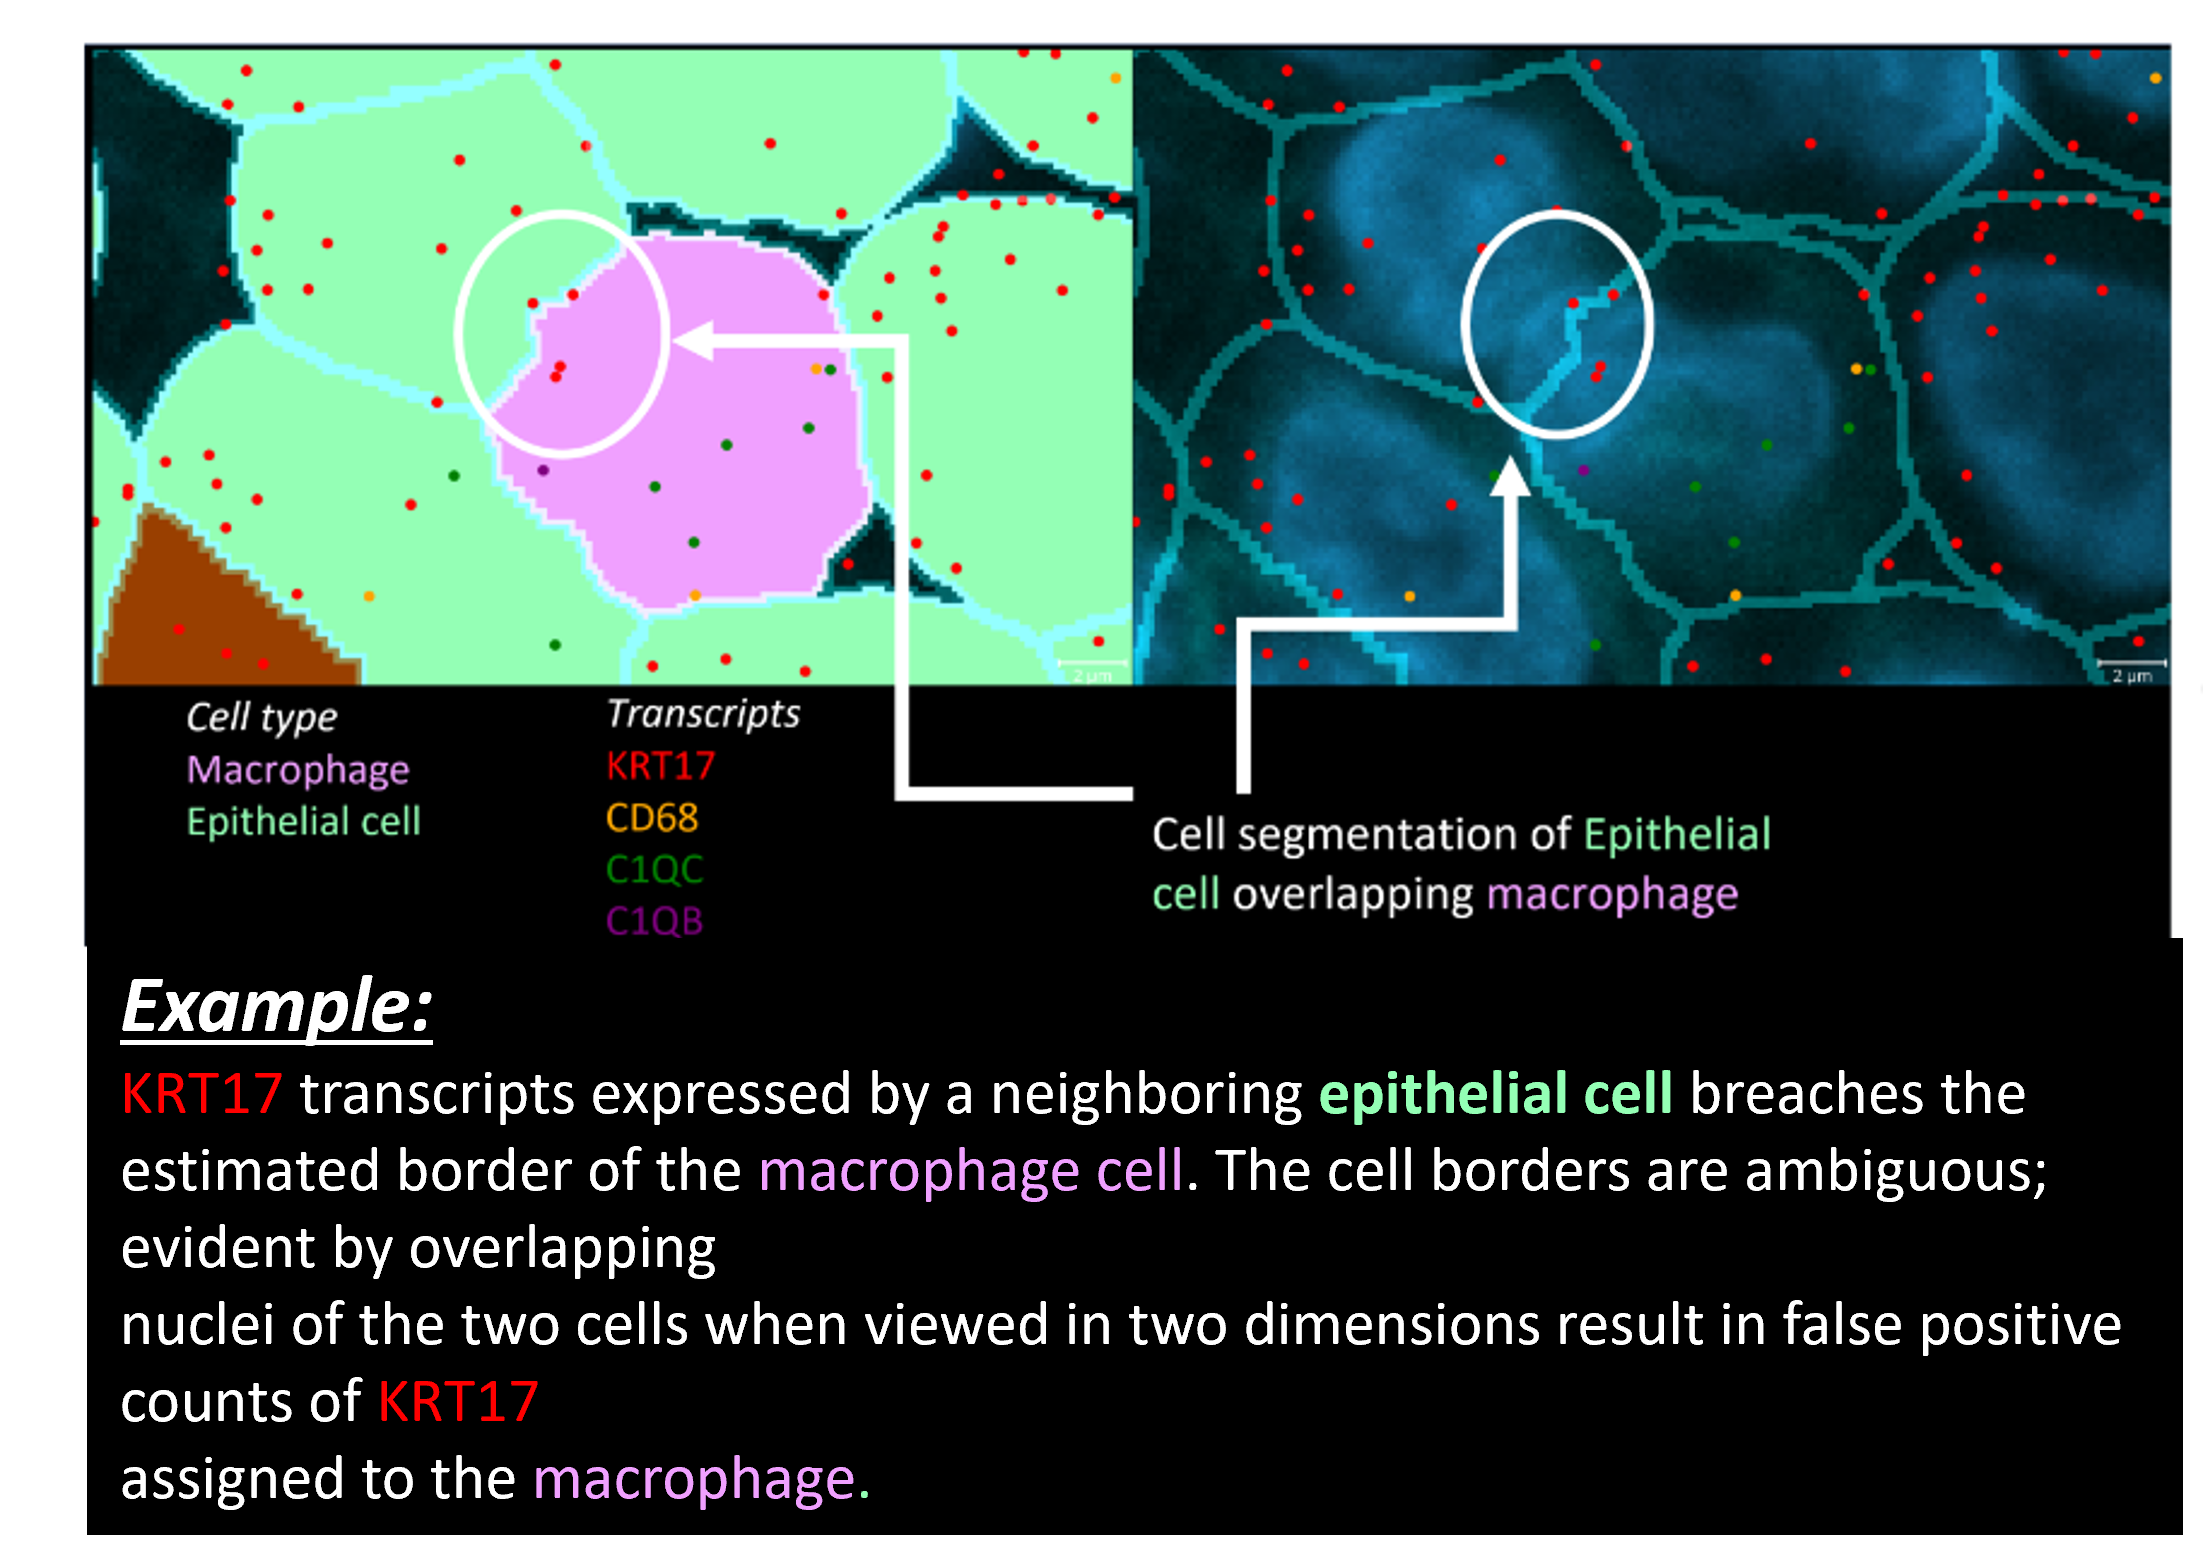 2 µm
2 µm
Cell type
Macrophage
Epithelial cell
Transcripts
KRT17
CD68
C1QC
C1QB
Cell segmentation of Epithelial
cell overlapping macrophage
Example:
KRT17 transcripts expressed by a neighboring epithelial cell breaches the
estimated border of the macrophage cell. The cell borders are ambiguous;
evident by overlapping
nuclei of the two cells when viewed in two dimensions result in false positive
counts of KRT17
assigned to the macrophage.